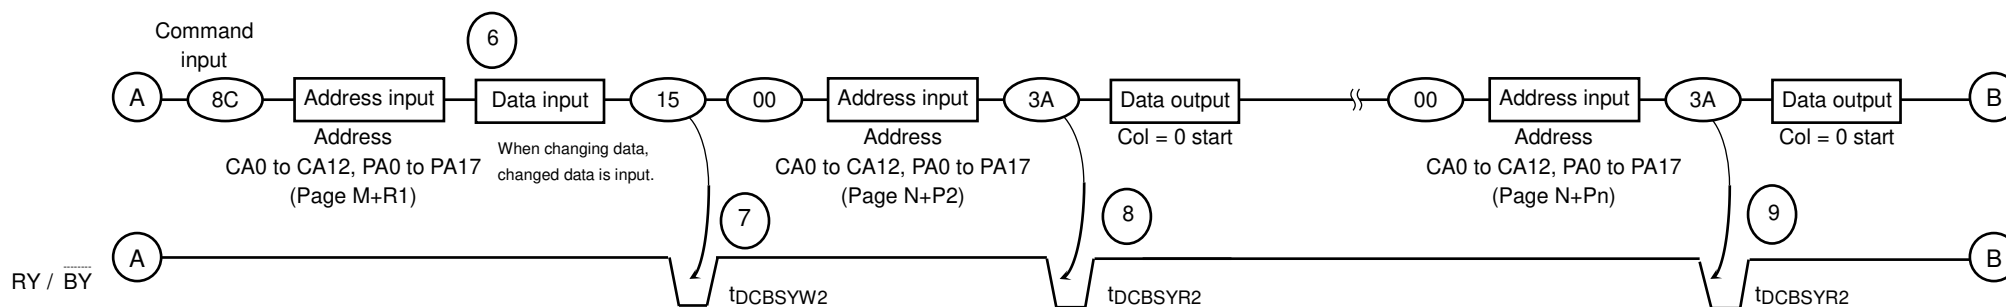 Command
input
6
A
8C
Address input
Data input
15
00
Address input
3A
Data output
00
Address input
3A
Data output
B
Address
CA0 to CA12, PA0 to PA17
(Page M+R1)
When changing data,
changed data is input.
Address
CA0 to CA12, PA0 to PA17
(Page N+P2)
Col = 0 start
Address
CA0 to CA12, PA0 to PA17
(Page N+Pn)
Col = 0 start
7
8
9
A
B
RY / BY
tDCBSYW2
tDCBSYR2
tDCBSYR2